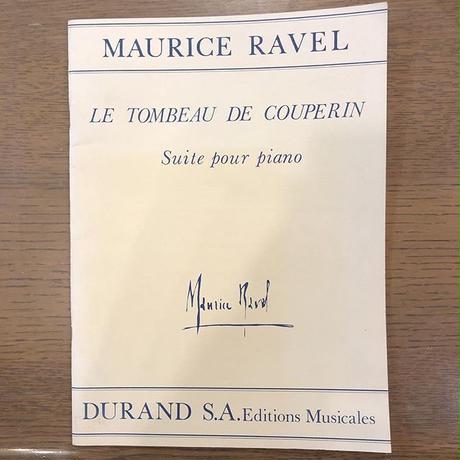 MAURICE RAVEL
LE TOMBEAU DE COUPERIN
Suite pour piano
Maurice Ravel
DURAND S.A. Editions Musicales